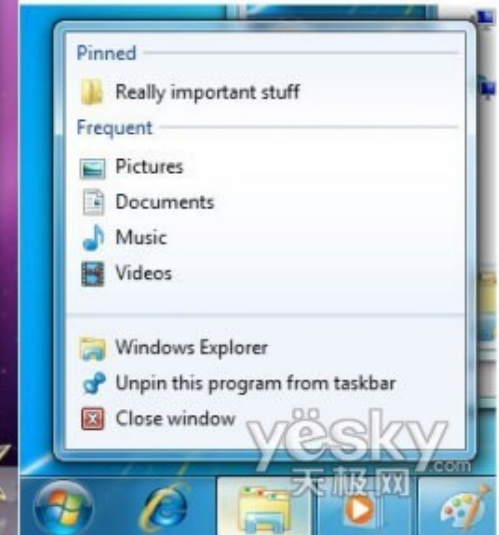 Pinned
Really important stuff
Frequent
Pictures
Documents
Music
Videos
Windows Explorer
Unpin this program from taskbar
Close window
yësky
天极网.com